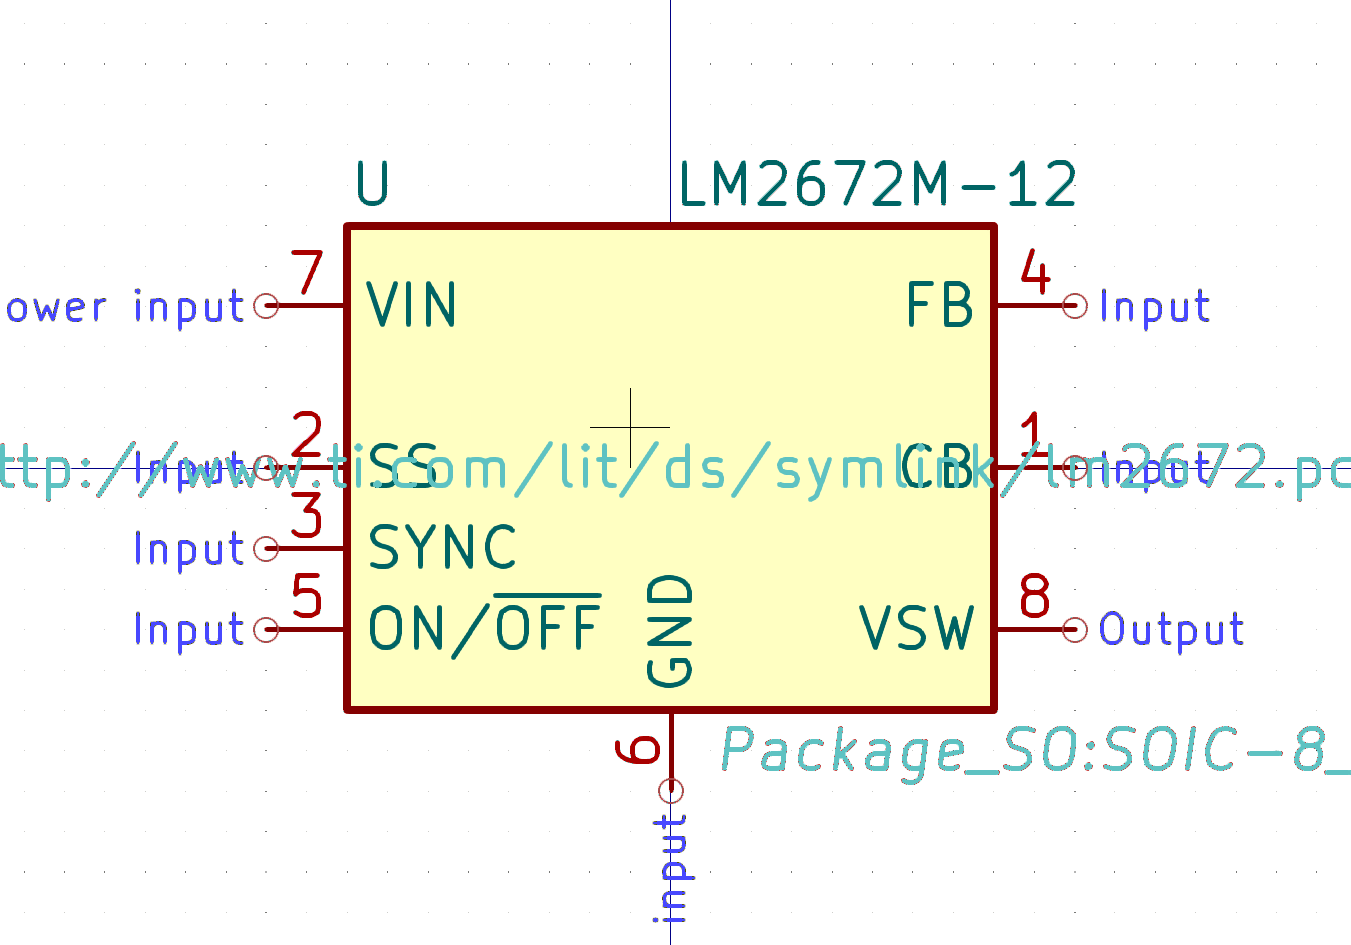 U LM2672M-12
7 4
ower input VIN FB Input
2 1
Input SS CB Input
ttp://www.ti.com/lit/ds/symlink/lm2672.pd
3
Input SYNC
5 8
Input ON/OFF VSW Output
GND
6 Package_SO:SOIC-8_
input